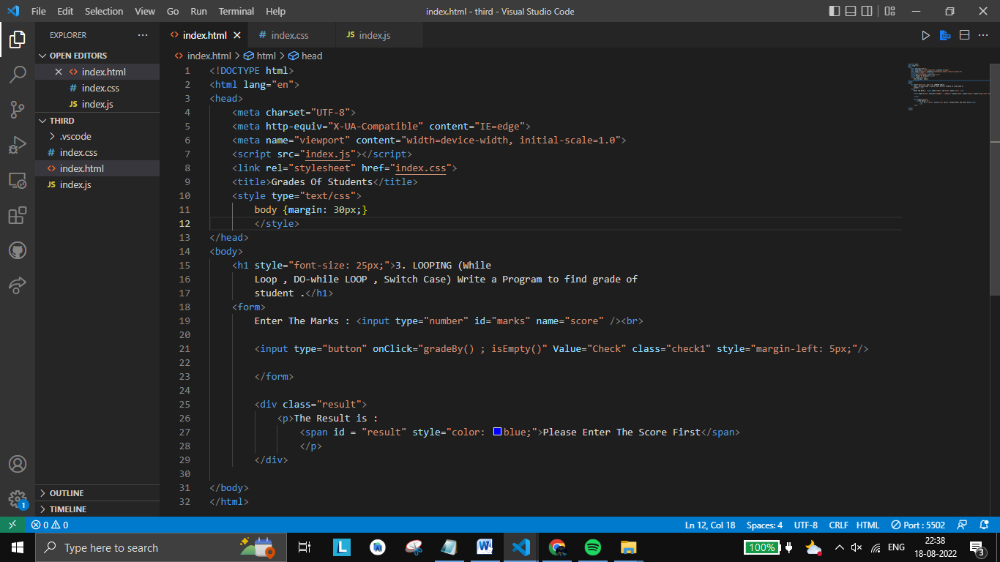 File Edit Selection View Go Run Terminal Help index.html - third - Visual Studio Code
EXPLORER
index.html index.css index.js
OPEN EDITORS
index.html
index.css
index.js
THIRD
.vscode
index.css
index.html
index.js
OUTLINE
TIMELINE
index.html > html > head
1 <!DOCTYPE html>
2 <html lang="en">
3 <head>
4 <meta charset="UTF-8">
5 <meta http-equiv="X-UA-Compatible" content="IE=edge">
6 <meta name="viewport" content="width=device-width, initial-scale=1.0">
7 <script src="index.js"></script>
8 <link rel="stylesheet" href="index.css">
9 <title>Grades Of Students</title>
10 <style type="text/css">
11 body {margin: 30px;}
12 </style>
13 </head>
14 <body>
15 <h1 style="font-size: 25px;">3. LOOPING (While
16 Loop , DO-while LOOP , Switch Case) Write a Program to find grade of
17 student .</h1>
18 <form>
19 Enter The Marks : <input type="number" id="marks" name="score" /><br>
20
21 <input type="button" onClick="gradeBy() ; isEmpty()" Value="Check" class="check1" style="margin-left: 5px;"/>
22
23 </form>
24
25 <div class="result">
26 <p>The Result is :
27 <span id = "result" style="color: blue;">Please Enter The Score First</span>
28 </p>
29 </div>
30
31 </body>
32 </html>
1
0 0 Ln 12, Col 18 Spaces: 4 UTF-8 CRLF HTML Port : 5502
Type here to search L W 100% ENG 22:38
18-08-2022 3